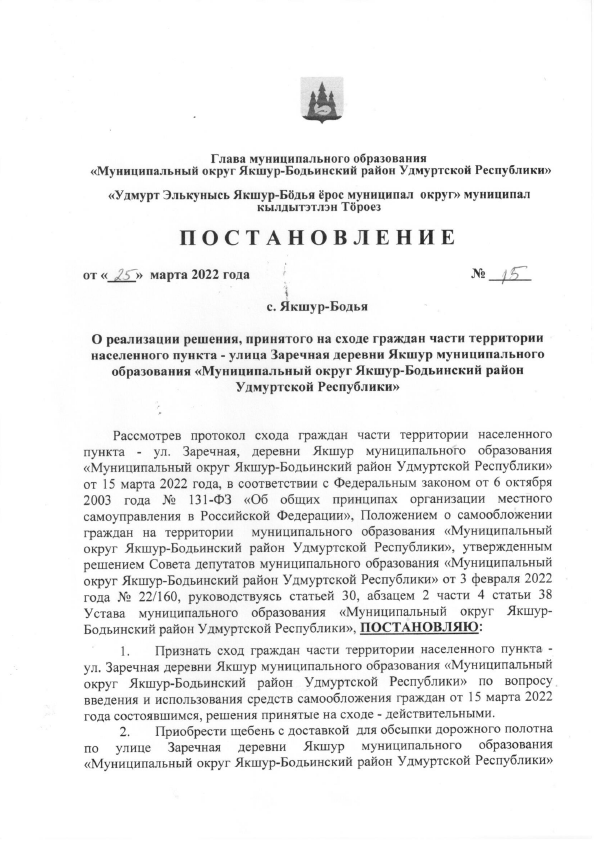 Глава муниципального образования
«Муниципальный округ Якшур-Бодьинский район Удмуртской Республики»
«Удмурт Элькунысь Якшур-Бӧдья ёрос муниципал округ» муниципал
кылдытэтлэн Тӧроез
ПОСТАНОВЛЕНИЕ
от «25» марта 2022 года № 15
с. Якшур-Бодья
О реализации решения, принятого на сходе граждан части территории
населенного пункта - улица Заречная деревни Якшур муниципального
образования «Муниципальный округ Якшур-Бодьинский район
Удмуртской Республики»
Рассмотрев протокол схода граждан части территории населенного
пункта - ул. Заречная, деревни Якшур муниципального образования
«Муниципальный округ Якшур-Бодьинский район Удмуртской Республики»
от 15 марта 2022 года, в соответствии с Федеральным законом от 6 октября
2003 года № 131-ФЗ «Об общих принципах организации местного
самоуправления в Российской Федерации», Положением о самообложении
граждан на территории муниципального образования «Муниципальный
округ Якшур-Бодьинский район Удмуртской Республики», утвержденным
решением Совета депутатов муниципального образования «Муниципальный
округ Якшур-Бодьинский район Удмуртской Республики» от 3 февраля 2022
года № 22/160, руководствуясь статьей 30, абзацем 2 части 4 статьи 38
Устава муниципального образования «Муниципальный округ Якшур-
Бодьинский район Удмуртской Республики», ПОСТАНОВЛЯЮ:
1. Признать сход граждан части территории населенного пункта -
ул. Заречная деревни Якшур муниципального образования «Муниципальный
округ Якшур-Бодьинский район Удмуртской Республики» по вопросу
введения и использования средств самообложения граждан от 15 марта 2022
года состоявшимся, решения принятые на сходе - действительными.
2. Приобрести щебень с доставкой для обсыпки дорожного полотна
по улице Заречная деревни Якшур муниципального образования
«Муниципальный округ Якшур-Бодьинский район Удмуртской Республики»